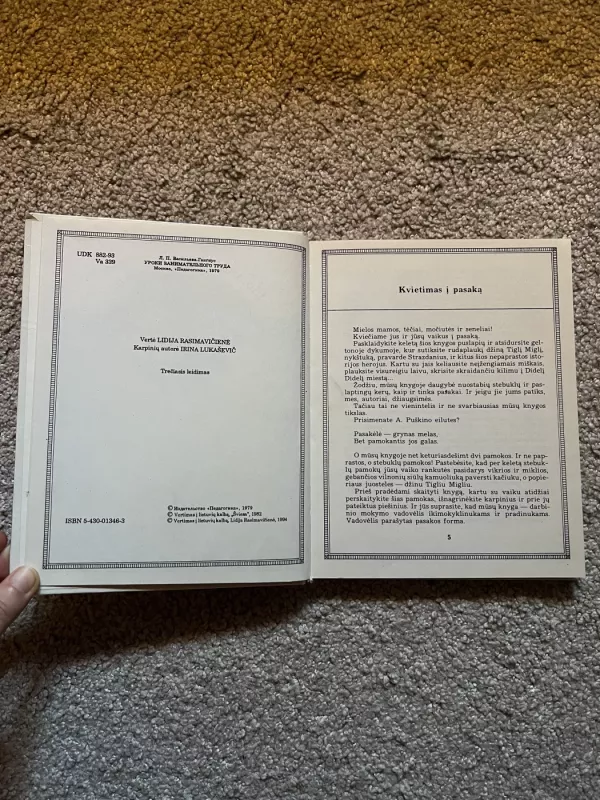 UDK 882-93
Ve 329
Л. П. Васильева-Гангнус
УРОКИ ЗАНИМАТЕЛЬНОГО ТРУДА
Москва, «Педагогика», 1979
Vertė LIDIJA RASIMAVIČIENĖ
Karpinių autorė IRINA LUKAŠEVIČ
Trečiasis leidimas
© Издательство «Педагогика», 1979
© Vertimas į lietuvių kalbą, „Šviesa“, 1982
© Vertimas į lietuvių kalbą, Lidija Rasimavičienė, 1998
ISBN 5-430-01346-3
Kvietimas į pasaką
Mielos mamos, tėčiai, močiutės ir seneliai!
Kviečiame jus ir jūsų vaikus į pasaką.
Pasklaidykite keletą šios knygos puslapių ir atsidursite gel-
tonoje dykumoje, kur sutiksite rudaplaukį džiną Tiglį Miglį,
nykštuką, pravarde Strazdanius, ir kitus šios nepaprastos isto-
rijos herojus. Kartu su jais keliausite neįžengiamais miškais,
plauksite visureigiu laivu, skrisite skraidančiu kilimu į Didelį
Didelį miestą...
Žodžiu, mūsų knygoje daugybė nuostabių stebuklų ir pas-
laptingų kerų, kaip ir tinka pasakai. Ir jeigu jie jums patiks,
mes, autoriai, džiaugsimės.
Tačiau tai ne vienintelis ir ne svarbiausias mūsų knygos
tikslas.
Prisimenate A. Puškino eilutes?
Pasakėlė — grynas melas,
Bet pamokantis jos galas.
O mūsų knygoje net keturiasdešimt dvi pamokos. Ir ne pap-
rastos, o stebuklų pamokos! Pastebėsite, kad per keletą stebuk-
lų pamokų jūsų vaiko rankutės pasidarys vikrios ir miklios,
gebančios vilnonių siūlų kamuoliuką paversti kačiuku, o popie-
riaus juosteles — džinu Tigliu Migliu.
Prieš pradėdami skaityti knygą, kartu su vaiku atidžiai
perskaitykite šias pamokas, išnagrinėkite karpinius ir prie jų
pateiktus piešinius. Ir jūs suprasite, kad mūsų knyga — darbi-
nio mokymo vadovėlis ikimokyklinukams ir pradinukams.
Vadovėlis parašytas pasakos forma.
5